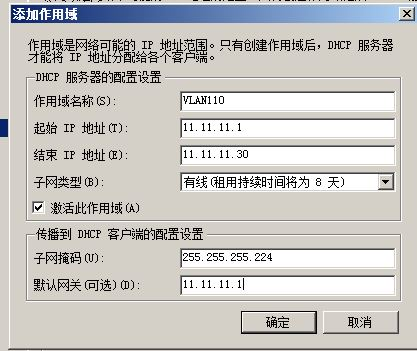 添加作用域
作用域是网络可能的 IP 地址范围。只有创建作用域后，DHCP 服务器
才能将 IP 地址分配给各个客户端。
DHCP 服务器的配置设置
作用域名称(S): VLAN110
起始 IP 地址(T): 11.11.11.1
结束 IP 地址(E): 11.11.11.30
子网类型(B): 有线(租用持续时间将为 8 天)
激活此作用域(A)
传播到 DHCP 客户端的配置设置
子网掩码(U): 255.255.255.224
默认网关(可选)(D): 11.11.11.1
确定 取消